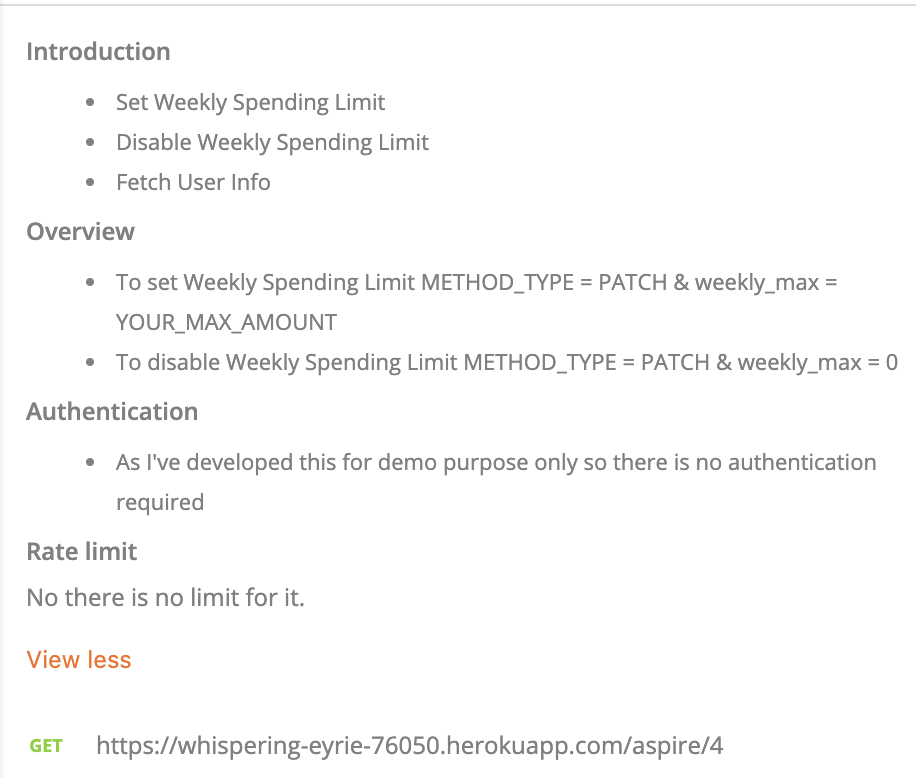 Introduction
Set Weekly Spending Limit
Disable Weekly Spending Limit
Fetch User Info
Overview
To set Weekly Spending Limit METHOD_TYPE = PATCH & weekly_max =
YOUR_MAX_AMOUNT
To disable Weekly Spending Limit METHOD_TYPE = PATCH & weekly_max = 0
Authentication
As I've developed this for demo purpose only so there is no authentication
required
Rate limit
No there is no limit for it.
View less
GET https://whispering-eyrie-76050.herokuapp.com/aspire/4